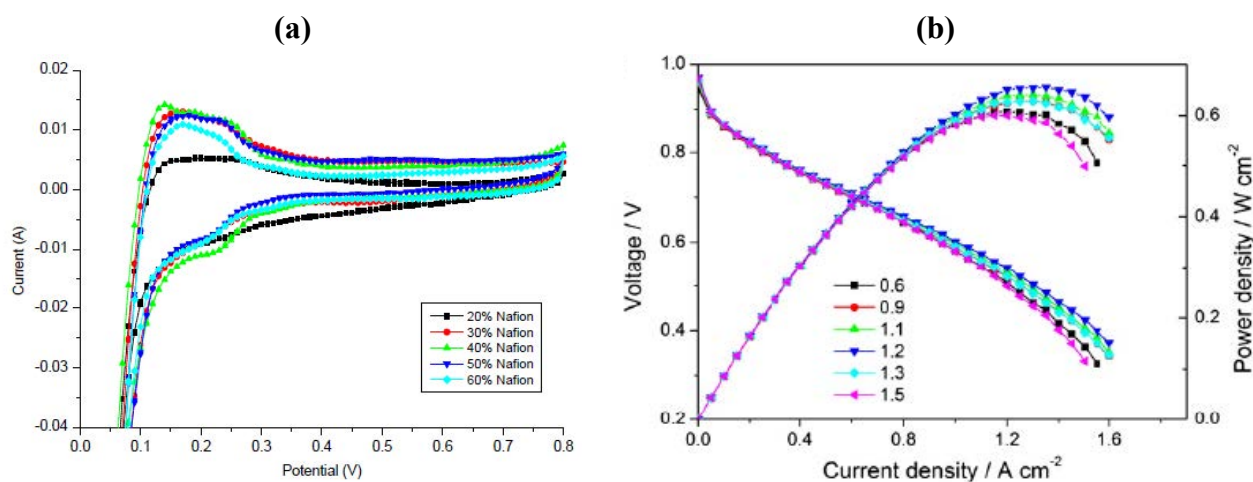 (a)
0.02
0.01
0.00
-0.01
-0.02
-0.03
-0.04
Current (A)
0.0 0.1 0.2 0.3 0.4 0.5 0.6 0.7 0.8
Potential (V)
20% Nafion
30% Nafion
40% Nafion
50% Nafion
60% Nafion
(b)
1.0
0.8
0.6
0.4
0.2
Voltage / V
0.0 0.4 0.8 1.2 1.6
Current density / A cm⁻²
0.6
0.4
0.2
0.0
Power density / W cm⁻²
0.6
0.9
1.1
1.2
1.3
1.5